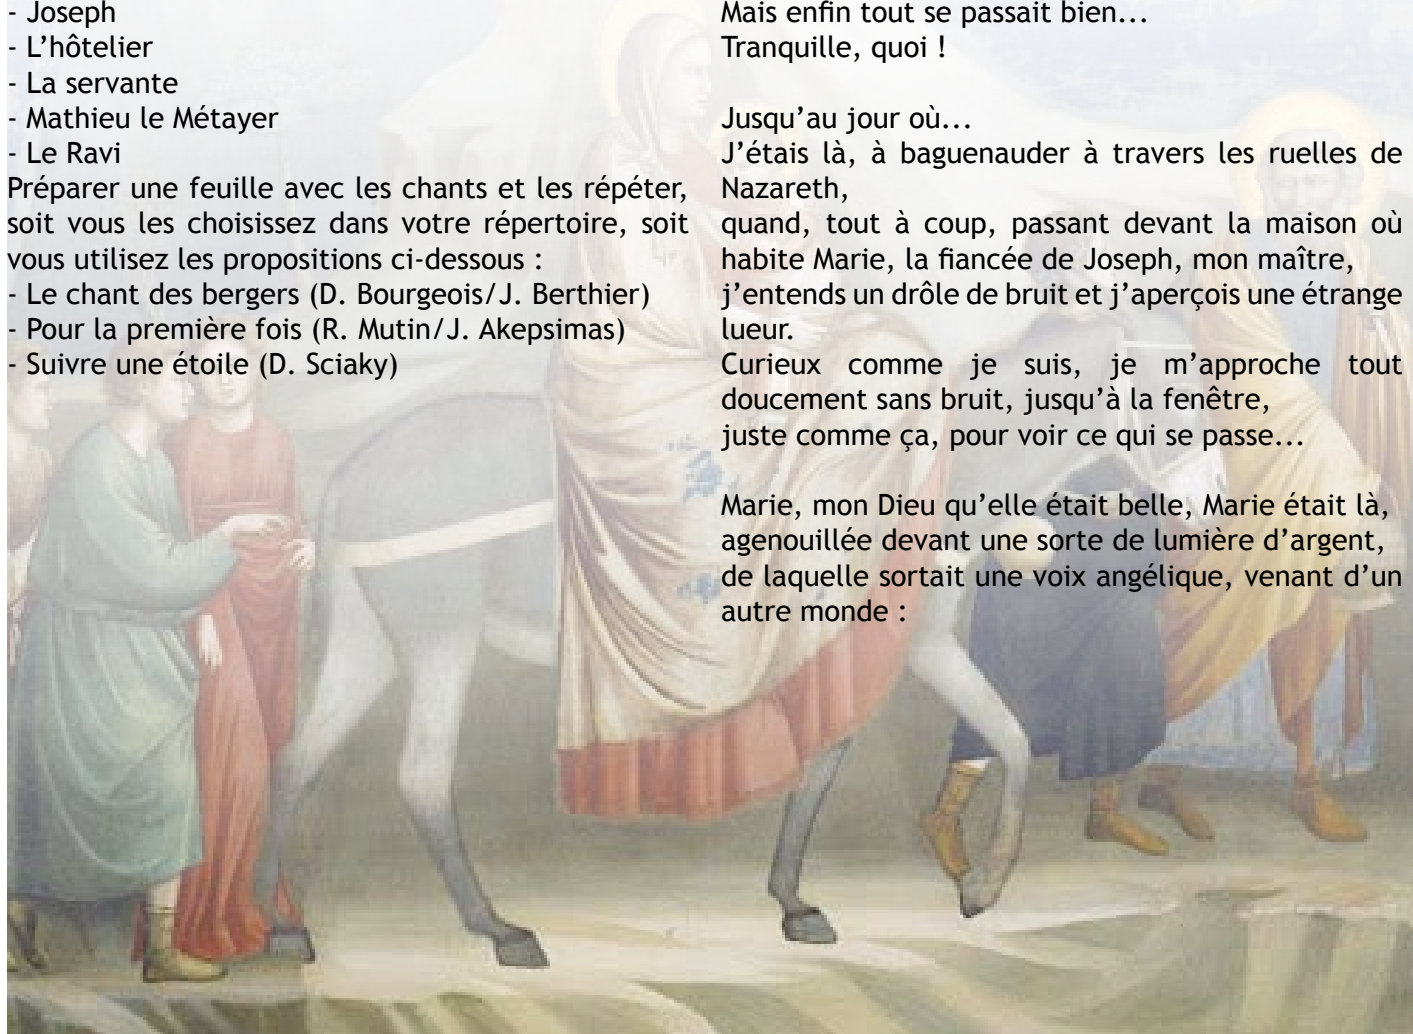 - Joseph
- L’hôtelier
- La servante
- Mathieu le Métayer
- Le Ravi
Préparer une feuille avec les chants et les répéter,
soit vous les choisissez dans votre répertoire, soit
vous utilisez les propositions ci-dessous :
- Le chant des bergers (D. Bourgeois/J. Berthier)
- Pour la première fois (R. Mutin/J. Akepsimas)
- Suivre une étoile (D. Sciaky)
Mais enfin tout se passait bien...
Tranquille, quoi !
Jusqu’au jour où...
J’étais là, à baguenauder à travers les ruelles de
Nazareth,
quand, tout à coup, passant devant la maison où
habite Marie, la fiancée de Joseph, mon maître,
j’entends un drôle de bruit et j’aperçois une étrange
lueur.
Curieux comme je suis, je m’approche tout
doucement sans bruit, jusqu’à la fenêtre,
juste comme ça, pour voir ce qui se passe...
Marie, mon Dieu qu’elle était belle, Marie était là,
agenouillée devant une sorte de lumière d’argent,
de laquelle sortait une voix angélique, venant d’un
autre monde :